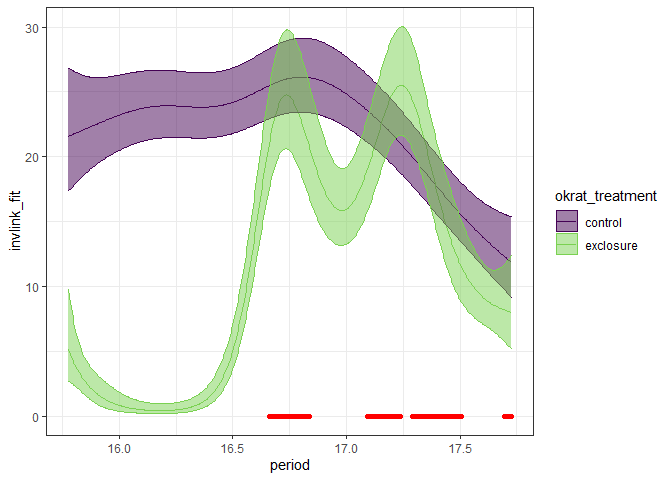 30
20
10
0
invlink_fit
16.0 16.5 17.0 17.5
period
okrat_treatment
control
exclosure